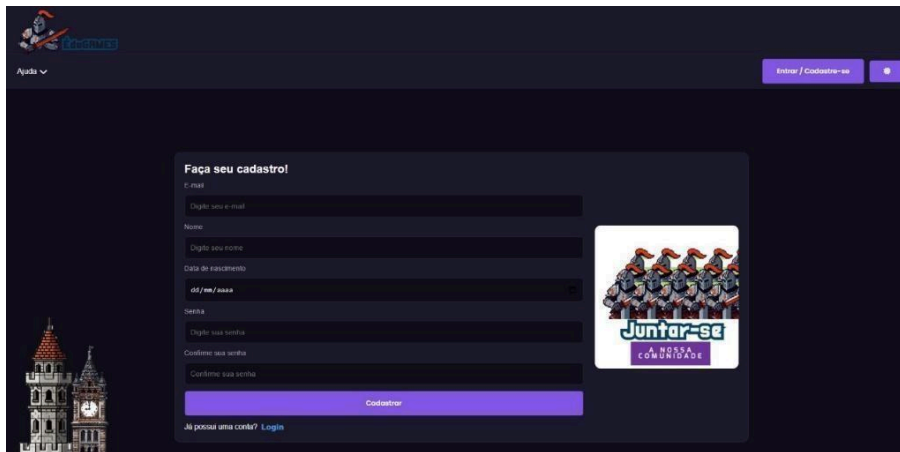 ÉduGAMES
Ajuda
Entrar / Cadastre-se
Faça seu cadastro!
E-mail
Digite seu e-mail
Nome
Digite seu nome
Data de nascimento
dd/mm/aaaa
Senha
Digite sua senha
Confirme sua senha
Confirme sua senha
Cadastrar
Já possui uma conta? Login
Juntar-se
A NOSSA
COMUNIDADE